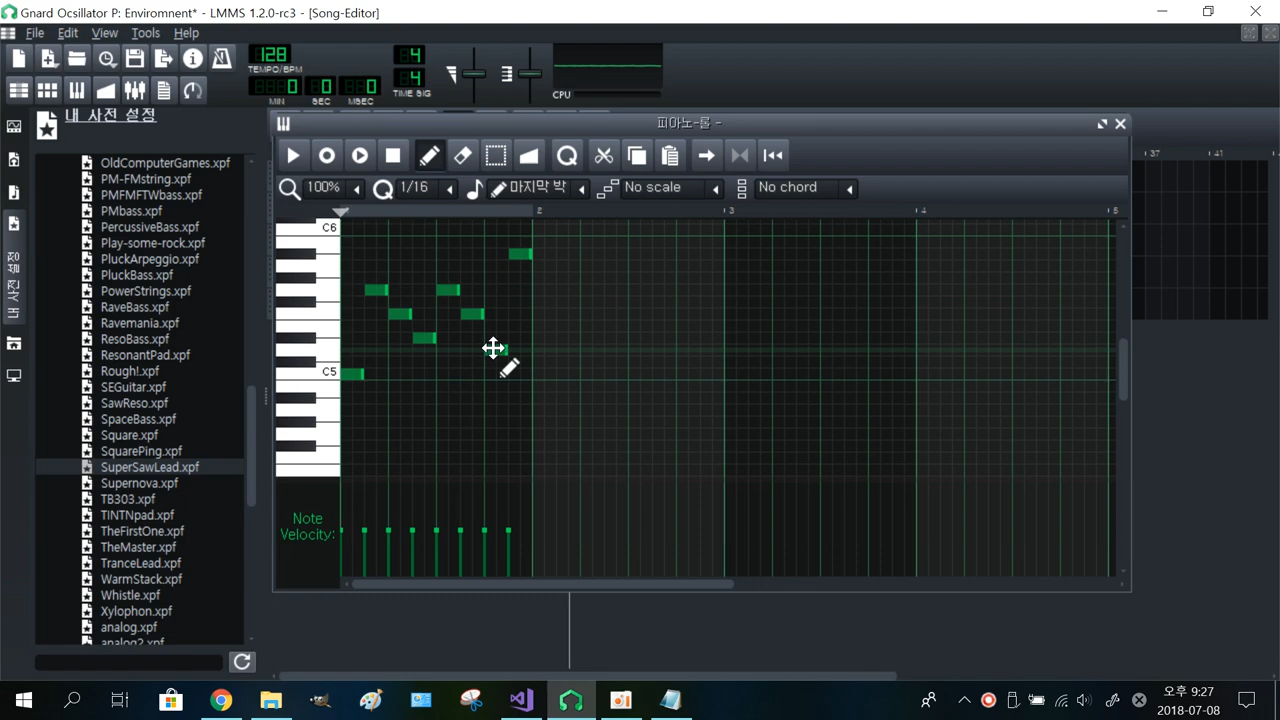 Gnard Ocsillator P: Enviromnent* - LMMS 1.2.0-rc3 - [Song-Editor]
File Edit View Tools Help
128
TEMPO/BPM
0 0 0
MIN SEC MSEC
4
4
TIME SIG
CPU
내 사전 설정
OldComputerGames.xpf
PM-FMstring.xpf
PMFMFTWbass.xpf
PMbass.xpf
PercussiveBass.xpf
Play-some-rock.xpf
PluckArpeggio.xpf
PluckBass.xpf
PowerStrings.xpf
RaveBass.xpf
Ravemania.xpf
ResoBass.xpf
ResonantPad.xpf
Rough!.xpf
SEGuitar.xpf
SawReso.xpf
SpaceBass.xpf
Square.xpf
SquarePing.xpf
SuperSawLead.xpf
Supernova.xpf
TB303.xpf
TINTNpad.xpf
TheFirstOne.xpf
TheMaster.xpf
TranceLead.xpf
WarmStack.xpf
Whistle.xpf
Xylophon.xpf
analog.xpf
analog2.xpf
피아노-롤 -
100% 1/16 마지막 박 No scale No chord
2 3 4 5
C6
C5
Note
Velocity:
37 41
오후 9:27
2018-07-08